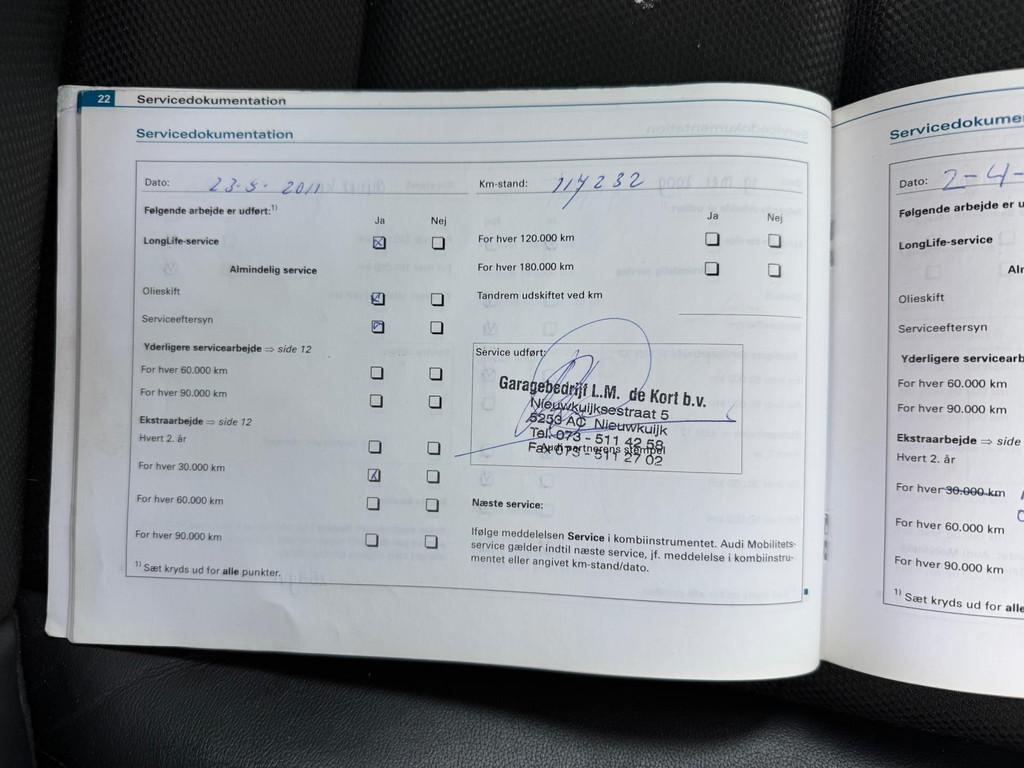 22 Servicedokumentation
Servicedokumentation
Dato: 23-5-2011
Km-stand: 114232
Følgende arbejde er udført:1)
Ja Nej
LongLife-service
Almindelig service
Olieskift
Serviceeftersyn
Yderligere servicearbejde ⇒ side 12
For hver 60.000 km
For hver 90.000 km
Ekstraarbejde ⇒ side 12
Hvert 2. år
For hver 30.000 km
For hver 60.000 km
For hver 90.000 km
1) Sæt kryds ud for alle punkter.
Ja Nej
For hver 120.000 km
For hver 180.000 km
Tandrem udskiftet ved km
Service udført:
Garagebedrijf L.M. de Kort b.v.
Nieuwkuijksestraat 5
5253 AC Nieuwkuijk
Tel. 073 - 511 42 58
Fax 073 - 511 27 02
Audi partnerens stempel
Næste service:
Ifølge meddelelsen Service i kombiinstrumentet. Audi Mobilitets-
service gælder indtil næste service, jf. meddelelse i kombiinstru-
mentet eller angivet km-stand/dato.
Servicedokume
Dato: 2-4-
Følgende arbejde er u
LongLife-service
Alr
Olieskift
Serviceeftersyn
Yderligere servicearb
For hver 60.000 km
For hver 90.000 km
Ekstraarbejde ⇒ side
Hvert 2. år
For hver 30.000 km
For hver 60.000 km
For hver 90.000 km
1) Sæt kryds ud for alle